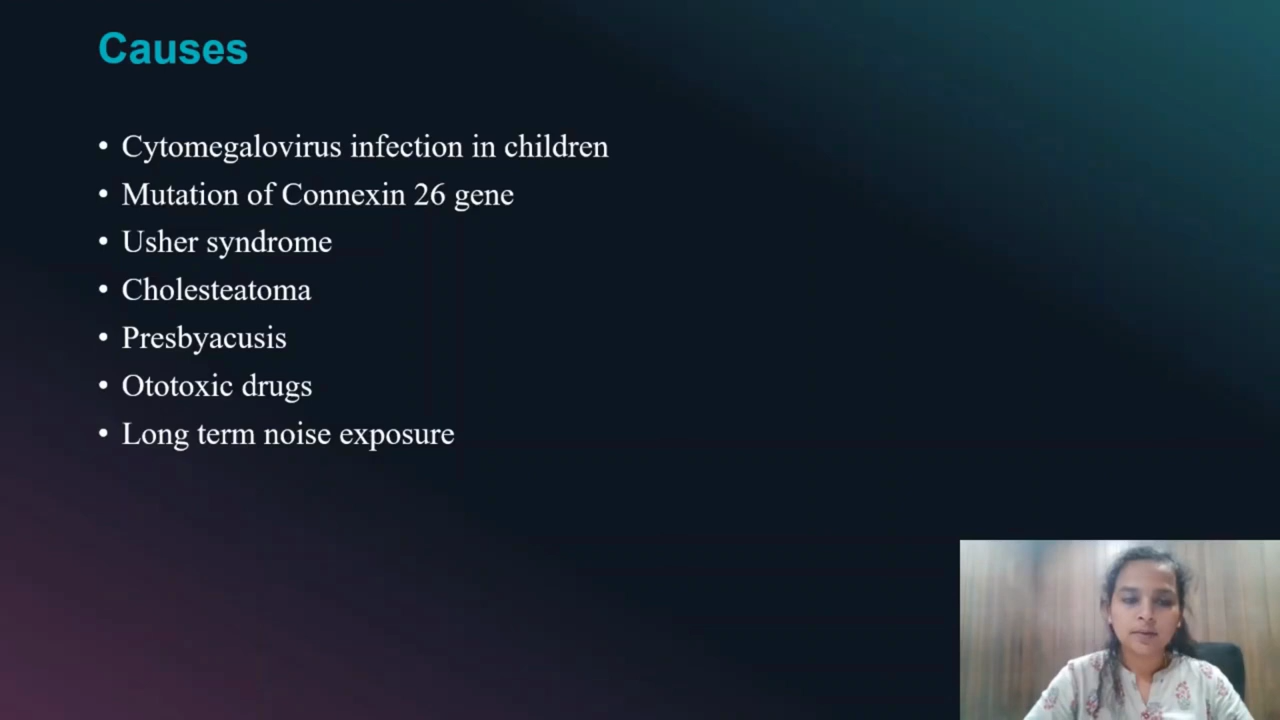 Causes
• Cytomegalovirus infection in children
• Mutation of Connexin 26 gene
• Usher syndrome
• Cholesteatoma
• Presbyacusis
• Ototoxic drugs
• Long term noise exposure